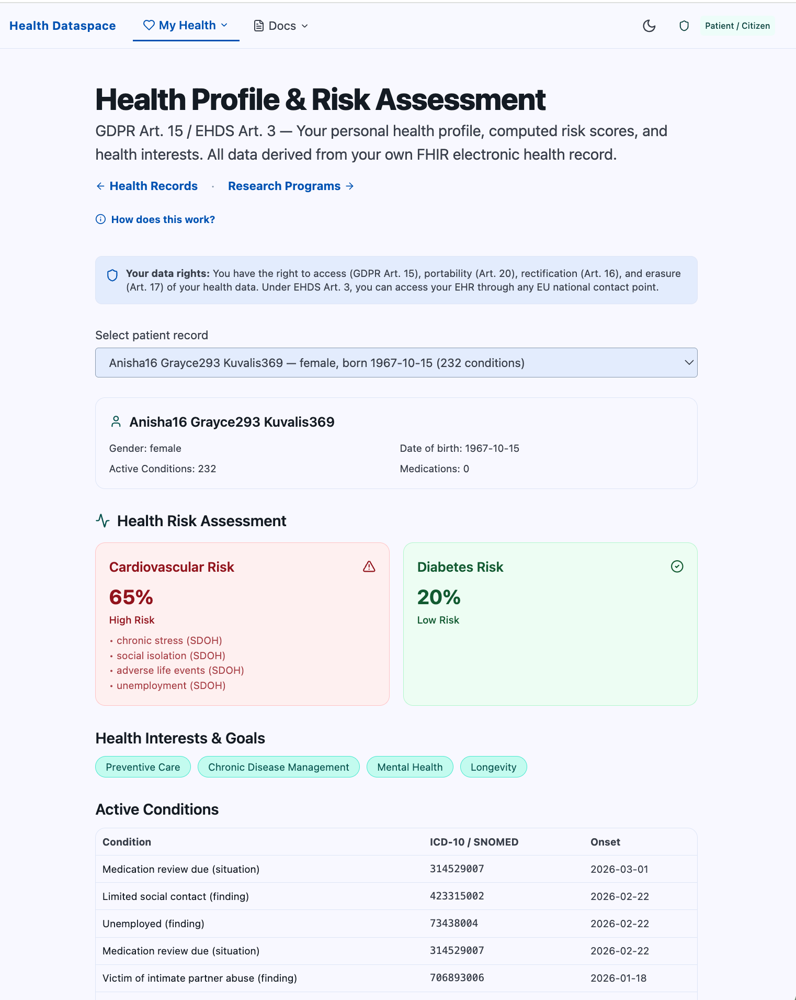 Health Dataspace
My Health
Docs
Patient / Citizen
Health Profile & Risk Assessment
GDPR Art. 15 / EHDS Art. 3 — Your personal health profile, computed risk scores, and
health interests. All data derived from your own FHIR electronic health record.
← Health Records · Research Programs →
How does this work?
Your data rights: You have the right to access (GDPR Art. 15), portability (Art. 20), rectification (Art. 16), and erasure
(Art. 17) of your health data. Under EHDS Art. 3, you can access your EHR through any EU national contact point.
Select patient record
Anisha16 Grayce293 Kuvalis369 — female, born 1967-10-15 (232 conditions)
Anisha16 Grayce293 Kuvalis369
Gender: female
Date of birth: 1967-10-15
Active Conditions: 232
Medications: 0
Health Risk Assessment
Cardiovascular Risk
65%
High Risk
• chronic stress (SDOH)
• social isolation (SDOH)
• adverse life events (SDOH)
• unemployment (SDOH)
Diabetes Risk
20%
Low Risk
Health Interests & Goals
Preventive Care
Chronic Disease Management
Mental Health
Longevity
Active Conditions
Condition ICD-10 / SNOMED Onset
Medication review due (situation) 314529007 2026-03-01
Limited social contact (finding) 423315002 2026-02-22
Unemployed (finding) 73438004 2026-02-22
Medication review due (situation) 314529007 2026-02-22
Victim of intimate partner abuse (finding) 706893006 2026-01-18